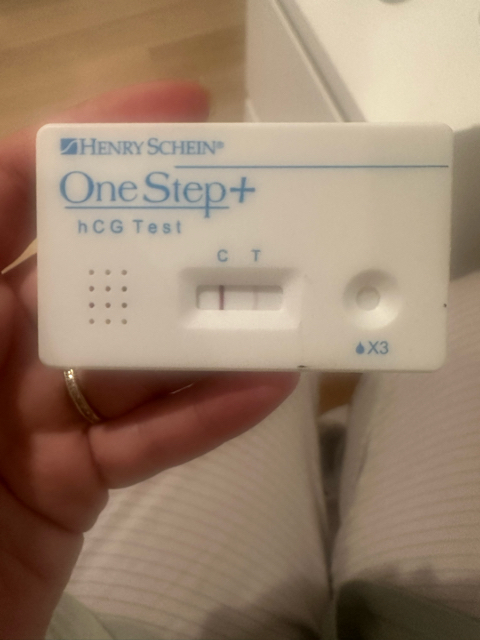 HENRY SCHEIN®
One Step+
hCG Test
C T
X3